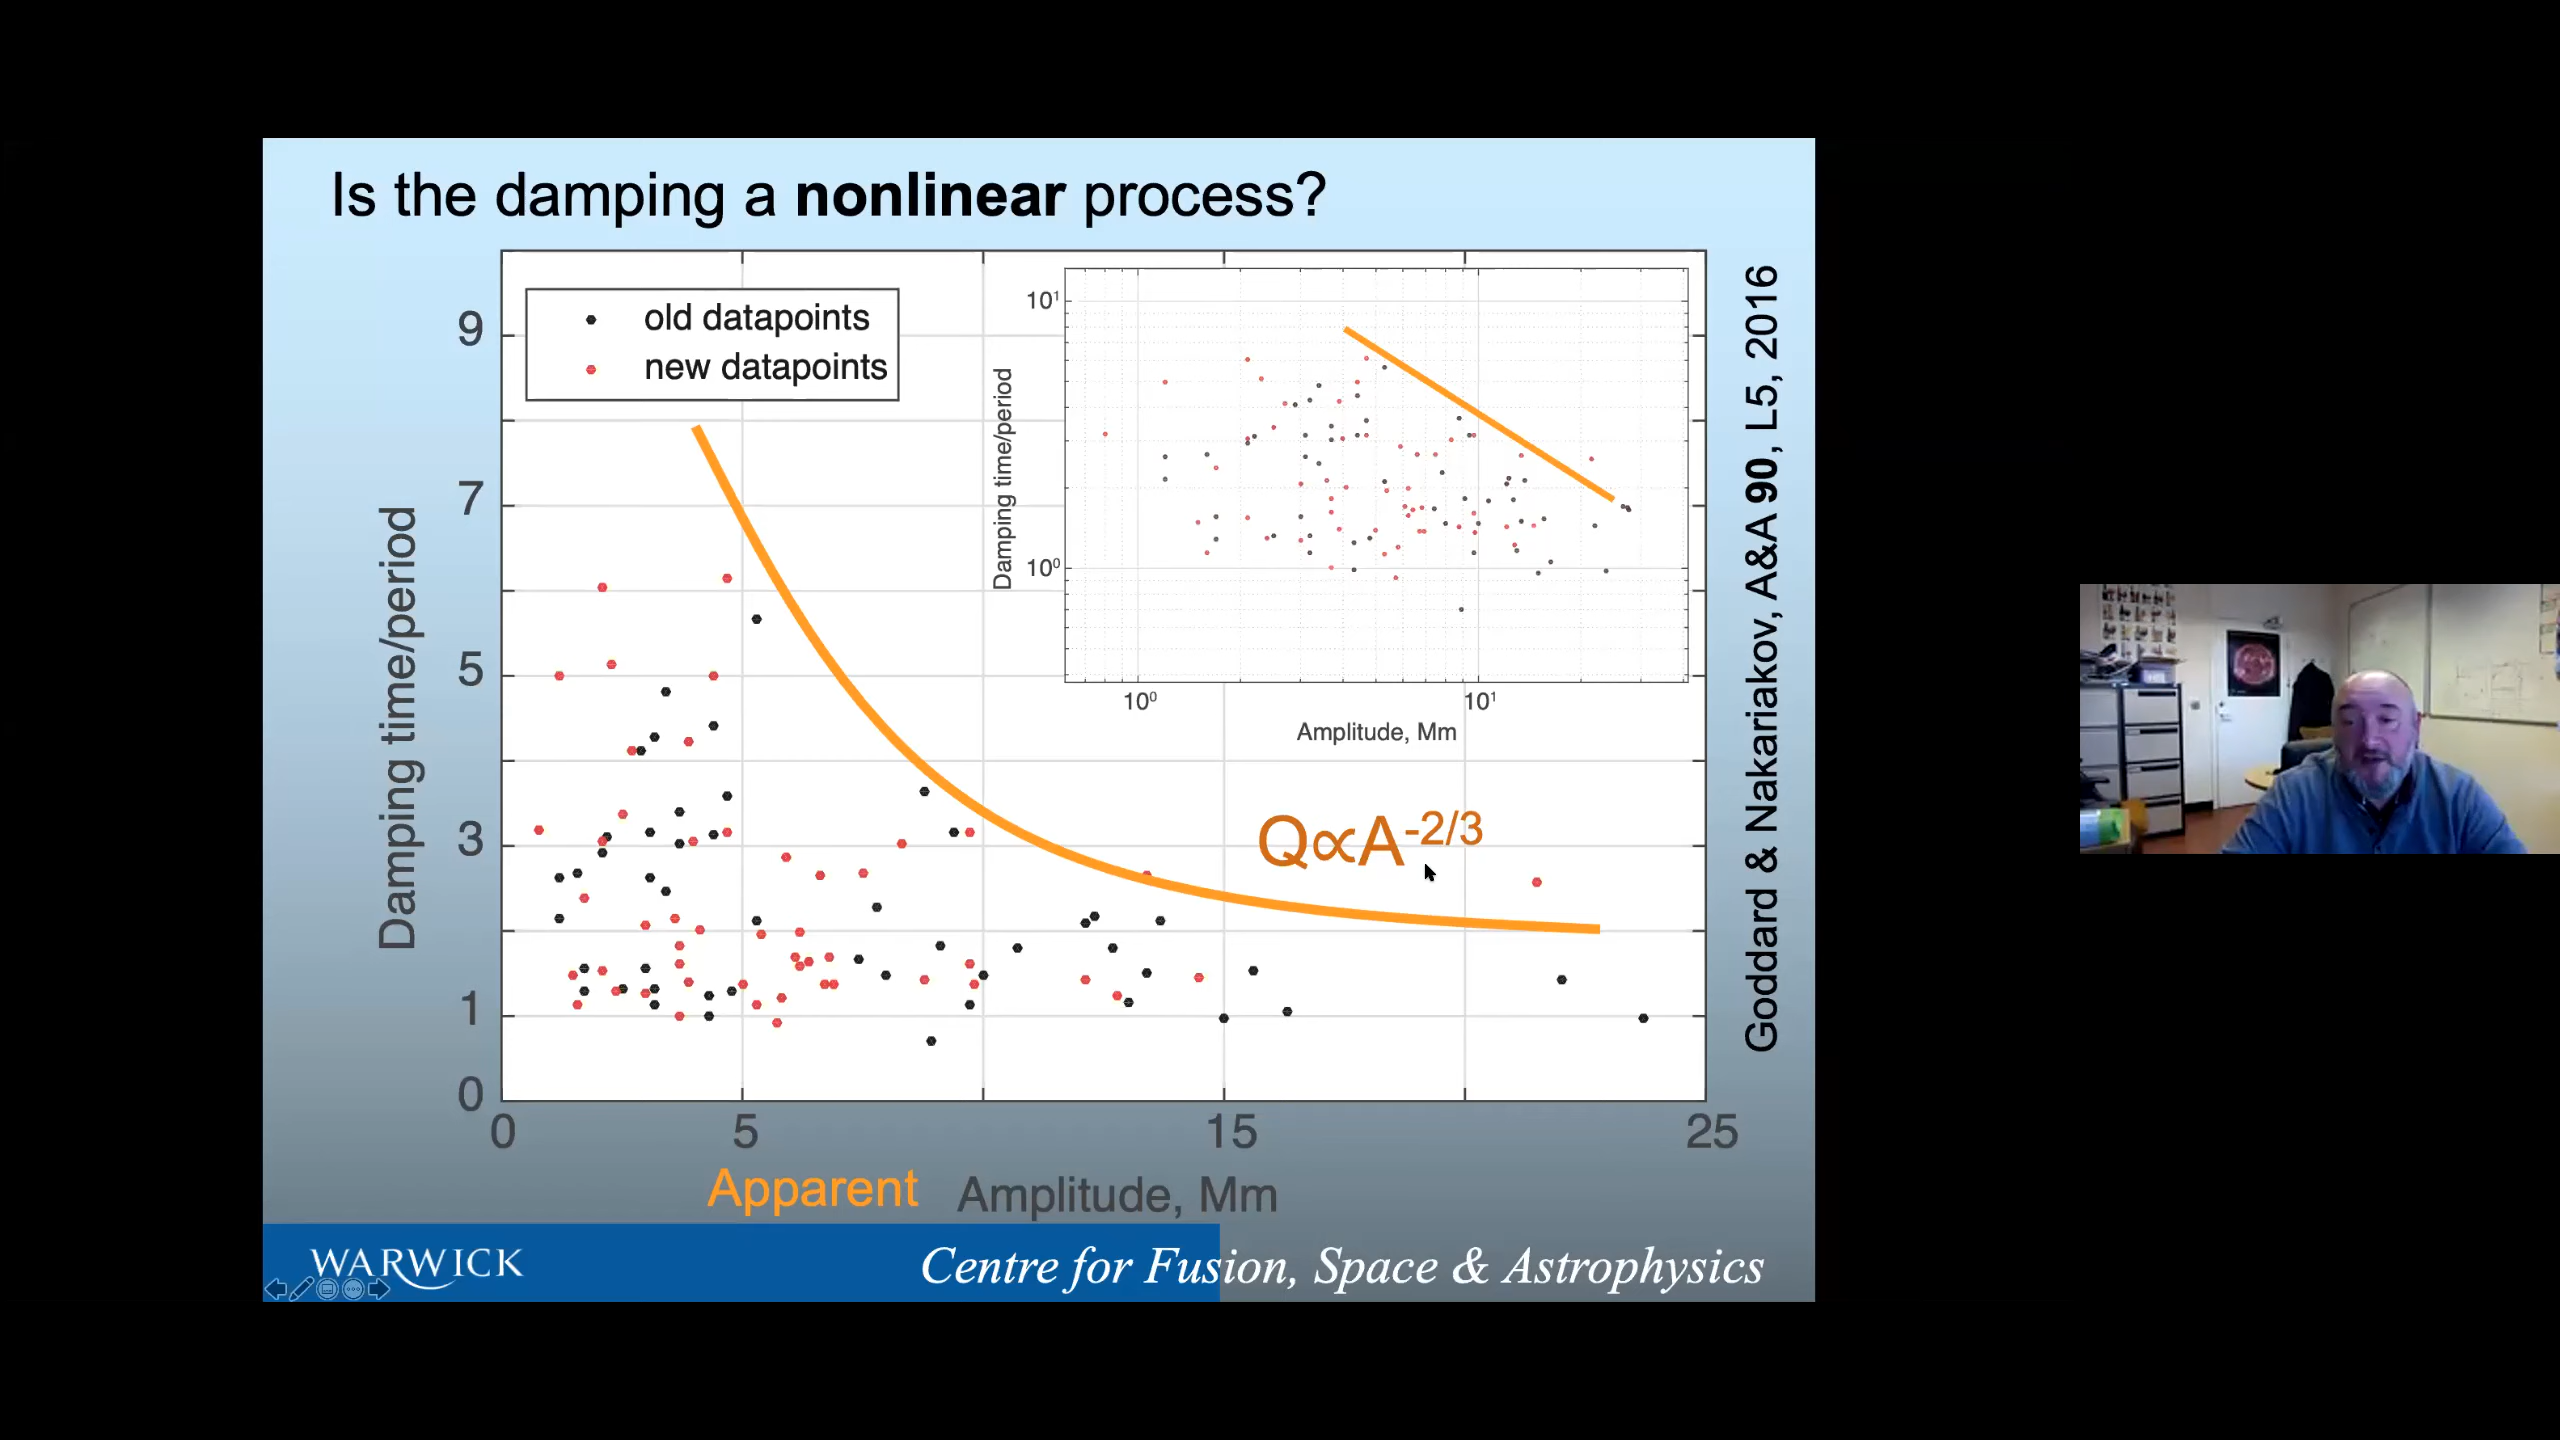 Is the damping a nonlinear process?
old datapoints
new datapoints
9
7
5
3
1
0
Damping time/period
0
5
15
25
Apparent Amplitude, Mm
10¹
10⁰
Damping time/period
10⁰
10¹
Amplitude, Mm
Q∝A-2/3
Goddard & Nakariakov, A&A 90, L5, 2016
WARWICK
Centre for Fusion, Space & Astrophysics